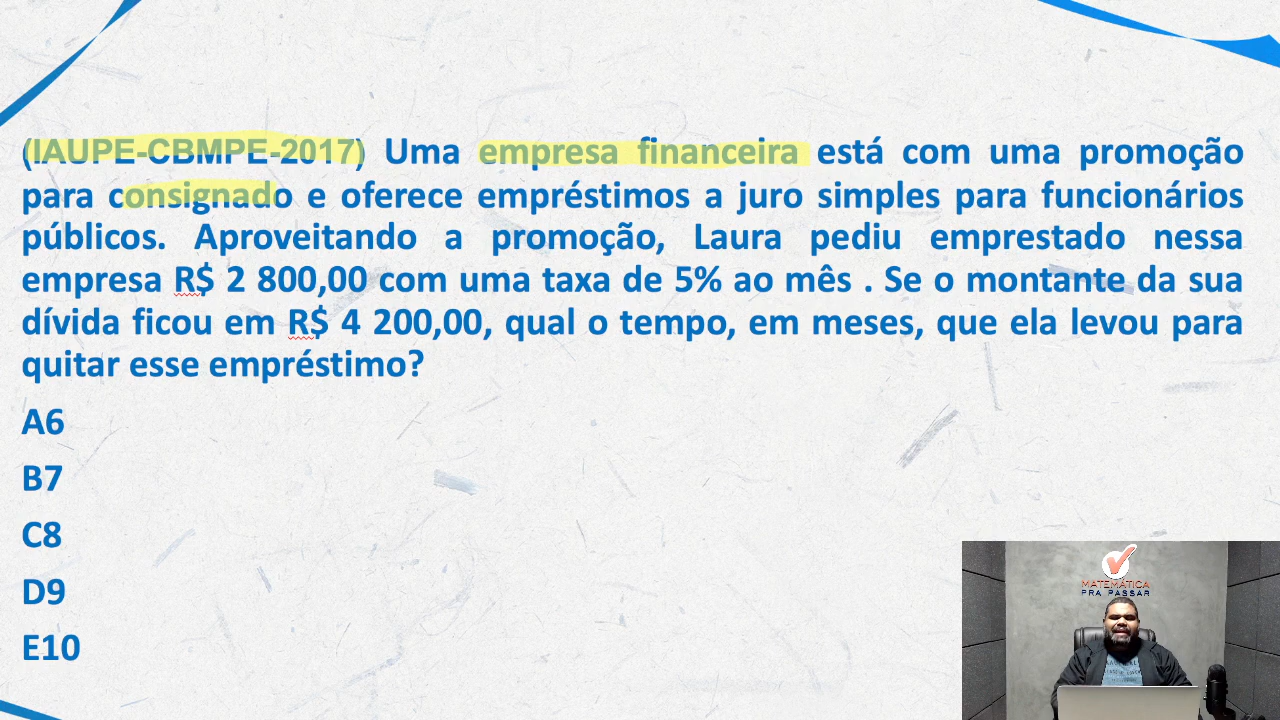 (IAUPE-CBMPE-2017) Uma empresa financeira está com uma promoção
para consignado e oferece empréstimos a juro simples para funcionários
públicos. Aproveitando a promoção, Laura pediu emprestado nessa
empresa R$ 2 800,00 com uma taxa de 5% ao mês . Se o montante da sua
dívida ficou em R$ 4 200,00, qual o tempo, em meses, que ela levou para
quitar esse empréstimo?
A6
B7
C8
D9
E10
MATEMÁTICA
PRA PASSAR